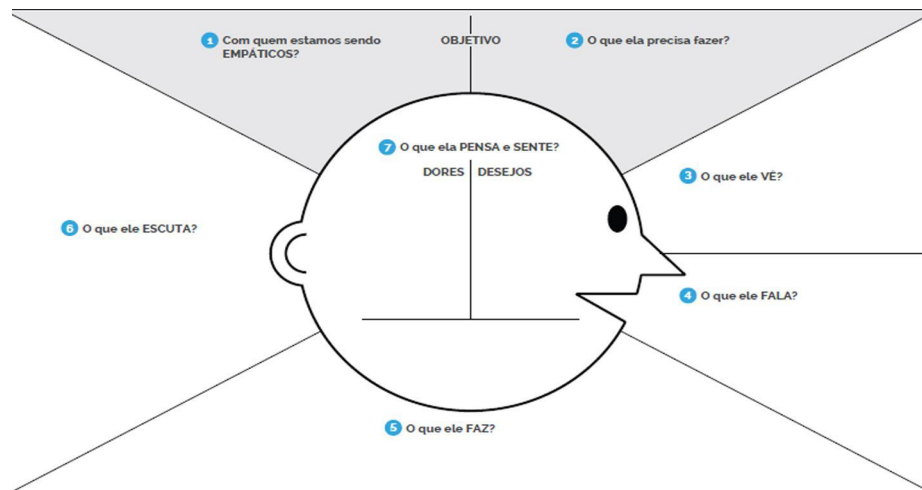 1 Com quem estamos sendo
EMPÁTICOS?
OBJETIVO
2 O que ela precisa fazer?
7 O que ela PENSA e SENTE?
DORES
DESEJOS
3 O que ele VÊ?
6 O que ele ESCUTA?
4 O que ele FALA?
5 O que ele FAZ?